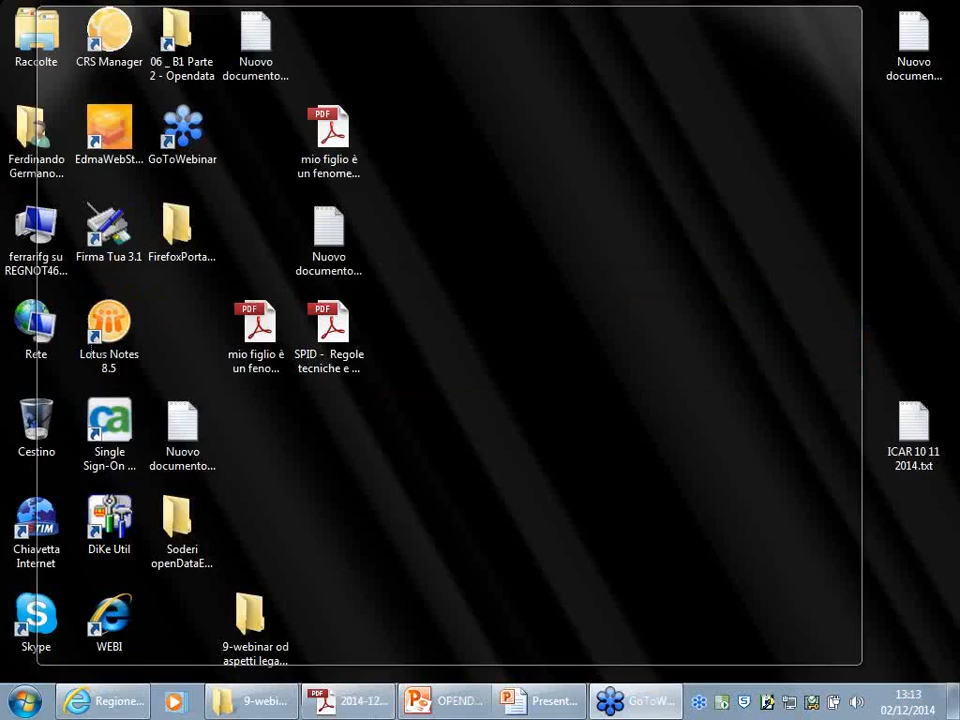 Raccolte
CRS Manager
06 _ B1 Parte
2 - Opendata
Nuovo
documento...
Nuovo
documen...
Ferdinando
Germano...
EdmaWebSt...
GoToWebinar
PDF
mio figlio è
un fenome...
ferrarifg su
REGNOT46...
Firma Tua 3.1
FirefoxPorta...
Nuovo
documento...
Rete
Lotus Notes
8.5
PDF
mio figlio è
un feno...
PDF
SPID - Regole
tecniche e ...
Cestino
ca
Single
Sign-On ...
Nuovo
documento...
ICAR 10 11
2014.txt
TIM
Chiavetta
Internet
DiKe Util
Soderi
openDataE...
Skype
WEBI
9-webinar od
aspetti lega...
Regione...
9-webi...
PDF
2014-12...
OPEND...
Present...
GoToW...
13:13
02/12/2014